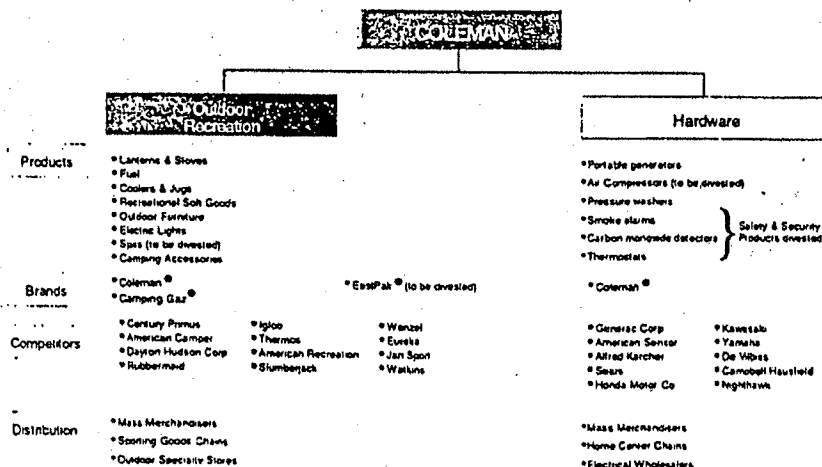 COLEMAN
Outdoor
Recreation
Hardware
Products
• Lanterns & Stoves
• Fuel
• Coolers & Jugs
• Recreational Soft Goods
• Outdoor Furniture
• Electric Lights
• Spas (to be divested)
• Camping Accessories
• Portable generators
• Air Compressors (to be divested)
• Pressure washers
• Smoke alarms
• Carbon monoxide detectors
• Thermostats
Safety & Security
Products divested
Brands
• Coleman ®
• Camping Gaz ®
• EastPak ® (to be divested)
• Coleman ®
Competitors
• Century Primus
• American Camper
• Dayton Hudson Corp
• Rubbermaid
• Igloo
• Thermos
• American Recreation
• Slumberjack
• Wenzel
• Eureka
• Jan Sport
• Watkins
• Generac Corp
• American Sensor
• Alfred Karcher
• Sears
• Honda Motor Co
• Kawasaki
• Yamaha
• De Vilbiss
• Campbell Hausfield
• Nighthawk
Distribution
• Mass Merchandisers
• Sporting Goods Chains
• Outdoor Specialty Stores
• Mass Merchandisers
• Home Center Chains
• Electrical Wholesalers